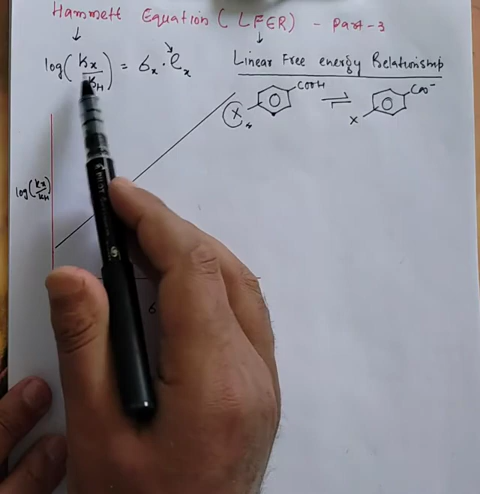 Hammett Equation (LFER) - Part-3
log(kx/kH) = σx · ρx
Linear Free energy Relationship
COOH
COO⁻
X
H
X
log(kx/kH)
σ